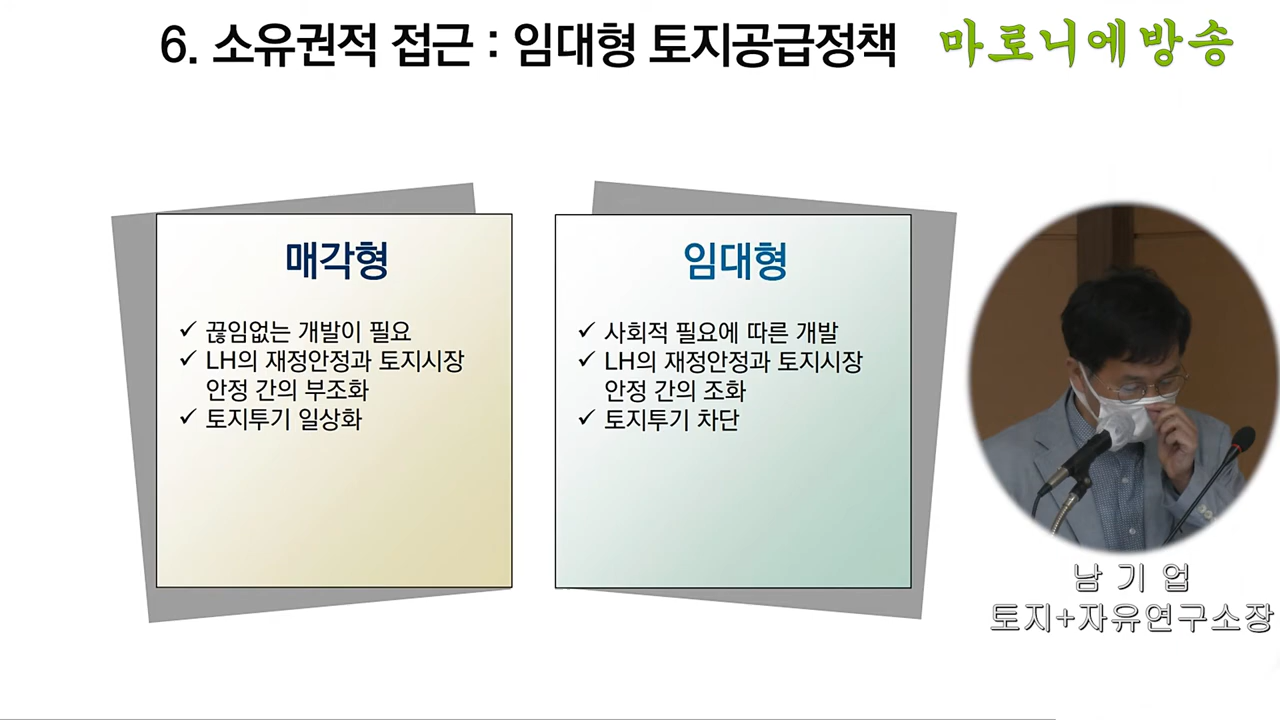 6. 소유권적 접근 : 임대형 토지공급정책
마로니에방송
매각형
✓ 끊임없는 개발이 필요
✓ LH의 재정안정과 토지시장
안정 간의 부조화
✓ 토지투기 일상화
임대형
✓ 사회적 필요에 따른 개발
✓ LH의 재정안정과 토지시장
안정 간의 조화
✓ 토지투기 차단
남 기 업
토지+자유연구소장